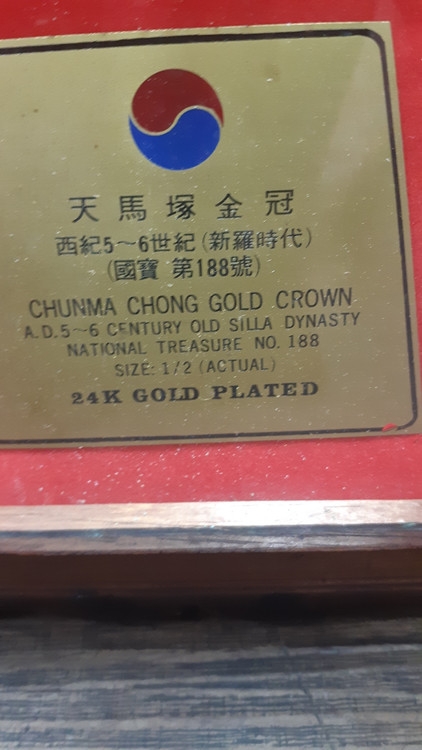 天馬塚金冠
西紀5~6世紀(新羅時代)
(國寶 第188號)
CHUNMA CHONG GOLD CROWN
A.D.5~6 CENTURY OLD SILLA DYNASTY
NATIONAL TREASURE NO. 188
SIZE: 1/2 (ACTUAL)
24K GOLD PLATED